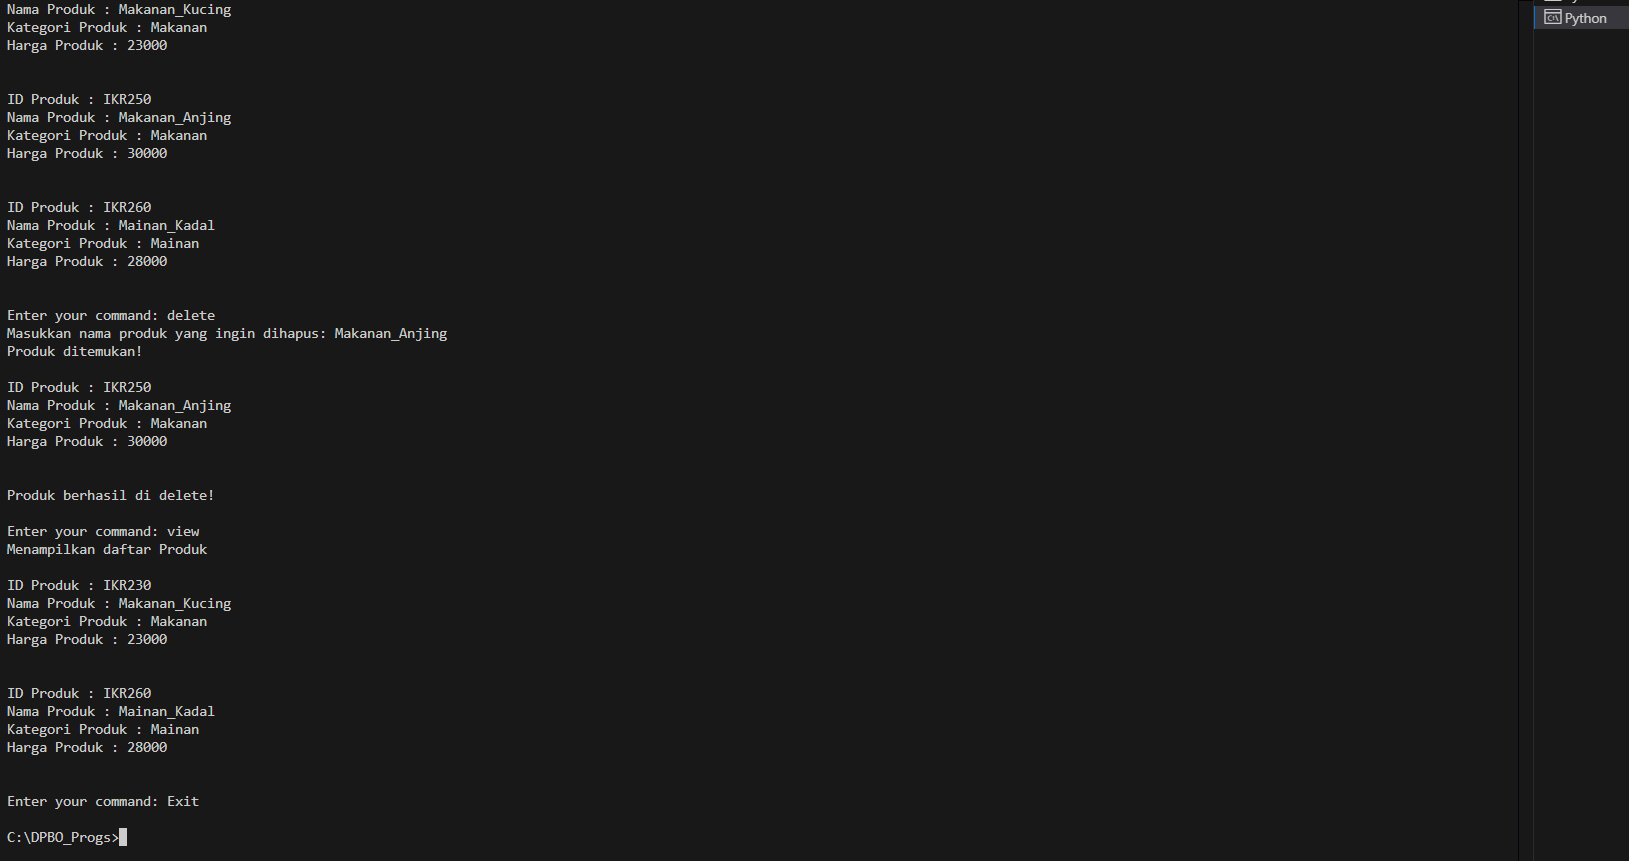 Nama Produk : Makanan_Kucing
Kategori Produk : Makanan
Harga Produk : 23000
ID Produk : IKR250
Nama Produk : Makanan_Anjing
Kategori Produk : Makanan
Harga Produk : 30000
ID Produk : IKR260
Nama Produk : Mainan_Kadal
Kategori Produk : Mainan
Harga Produk : 28000
Enter your command: delete
Masukkan nama produk yang ingin dihapus: Makanan_Anjing
Produk ditemukan!
ID Produk : IKR250
Nama Produk : Makanan_Anjing
Kategori Produk : Makanan
Harga Produk : 30000
Produk berhasil di delete!
Enter your command: view
Menampilkan daftar Produk
ID Produk : IKR230
Nama Produk : Makanan_Kucing
Kategori Produk : Makanan
Harga Produk : 23000
ID Produk : IKR260
Nama Produk : Mainan_Kadal
Kategori Produk : Mainan
Harga Produk : 28000
Enter your command: Exit
C:\DPBO_Progs>
Python